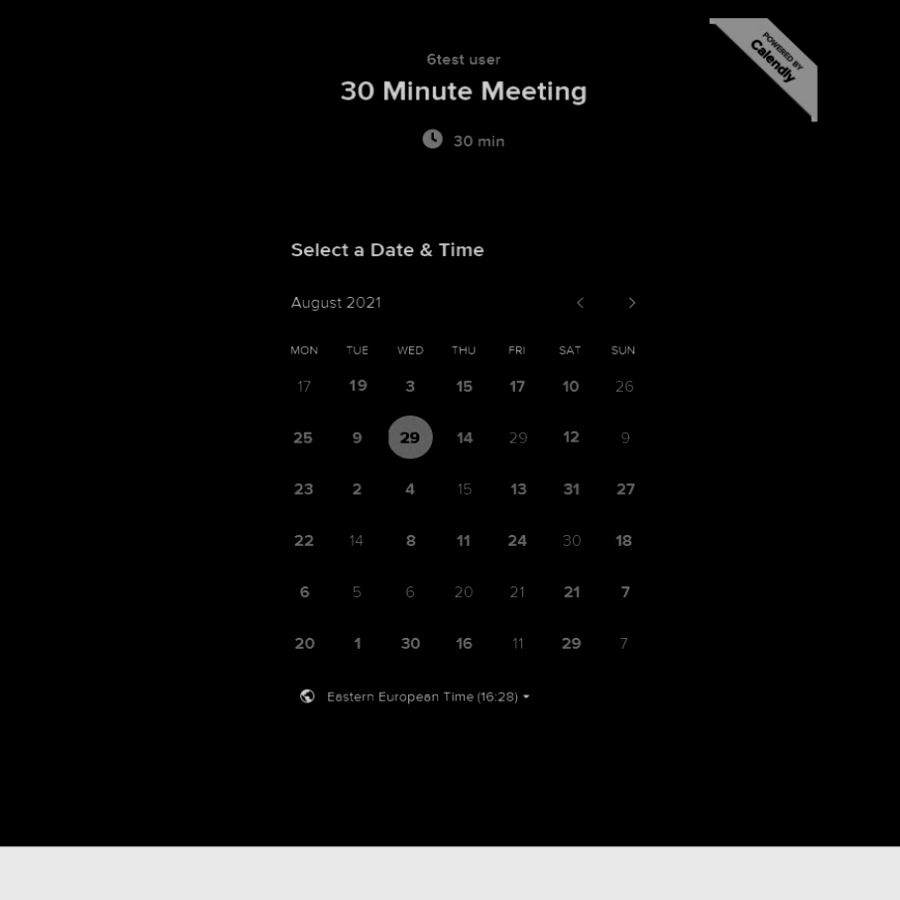 POWERED BY
Calendly
6test user
30 Minute Meeting
30 min
Select a Date & Time
August 2021
MON TUE WED THU FRI SAT SUN
17 19 3 15 17 10 26
25 9 29 14 29 12 9
23 2 4 15 13 31 27
22 14 8 11 24 30 18
6 5 6 20 21 21 7
20 1 30 16 11 29 7
Eastern European Time (16:28)